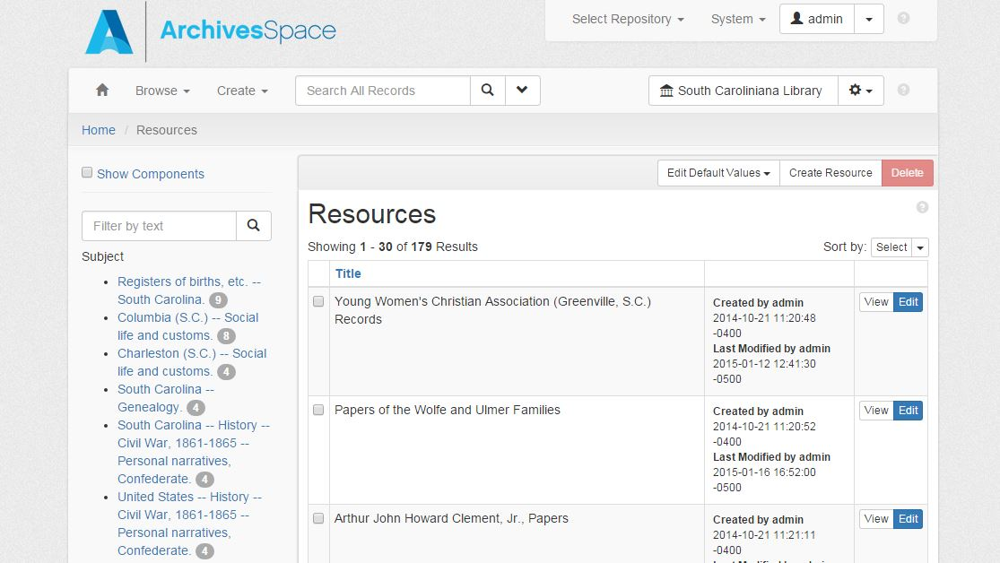 ArchivesSpace
Select Repository
System
admin
?
Browse
Create
Search All Records
South Caroliniana Library
?
Home / Resources
Show Components
Filter by text
Subject
Registers of births, etc. --
South Carolina. 9
Columbia (S.C.) -- Social
life and customs. 8
Charleston (S.C.) -- Social
life and customs. 4
South Carolina --
Genealogy. 4
South Carolina -- History --
Civil War, 1861-1865 --
Personal narratives,
Confederate. 4
United States -- History --
Civil War, 1861-1865 --
Personal narratives,
Confederate. 4
Edit Default Values
Create Resource
Delete
Resources
?
Showing 1 - 30 of 179 Results
Sort by: Select
Title
Young Women's Christian Association (Greenville, S.C.)
Records
Created by admin
2014-10-21 11:20:48
-0400
Last Modified by admin
2015-01-12 12:41:30
-0500
View Edit
Papers of the Wolfe and Ulmer Families
Created by admin
2014-10-21 11:20:52
-0400
Last Modified by admin
2015-01-16 16:52:00
-0500
View Edit
Arthur John Howard Clement, Jr., Papers
Created by admin
2014-10-21 11:21:11
-0400
View Edit